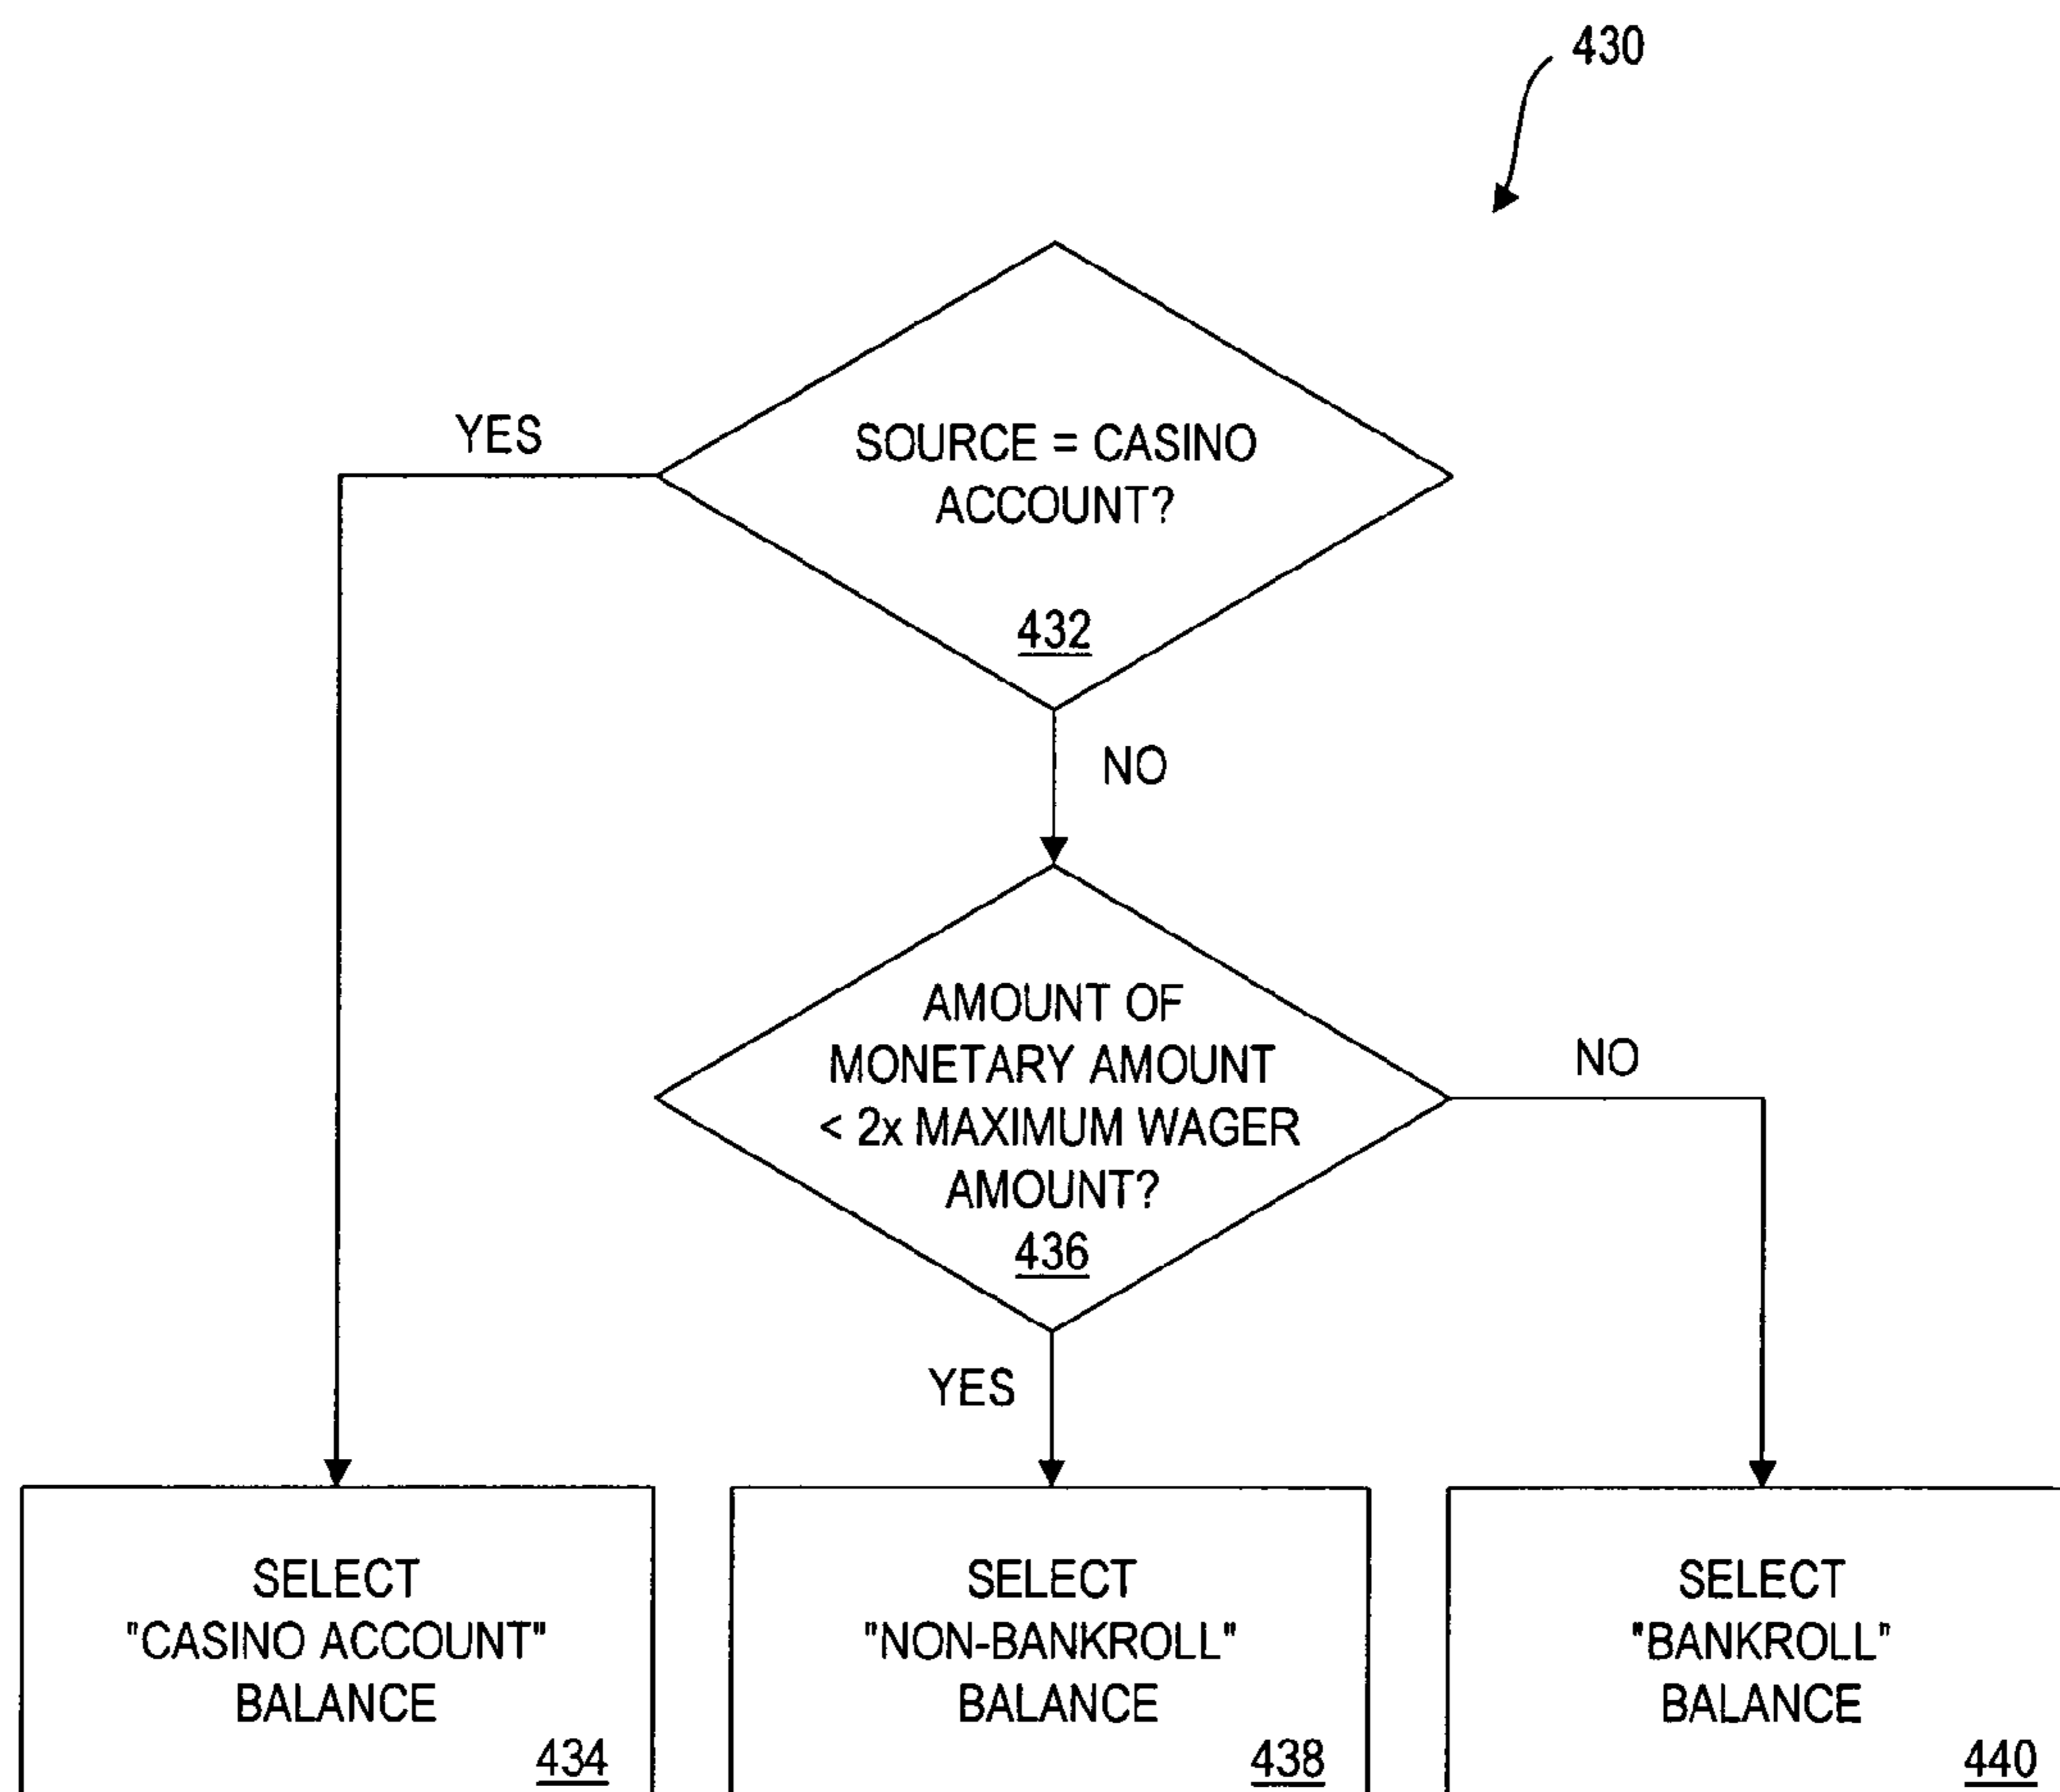 430
SOURCE = CASINO
ACCOUNT?
432
YES
NO
AMOUNT OF
MONETARY AMOUNT
< 2x MAXIMUM WAGER
AMOUNT?
436
NO
YES
SELECT
"CASINO ACCOUNT"
BALANCE
434
SELECT
"NON-BANKROLL"
BALANCE
438
SELECT
"BANKROLL"
BALANCE
440